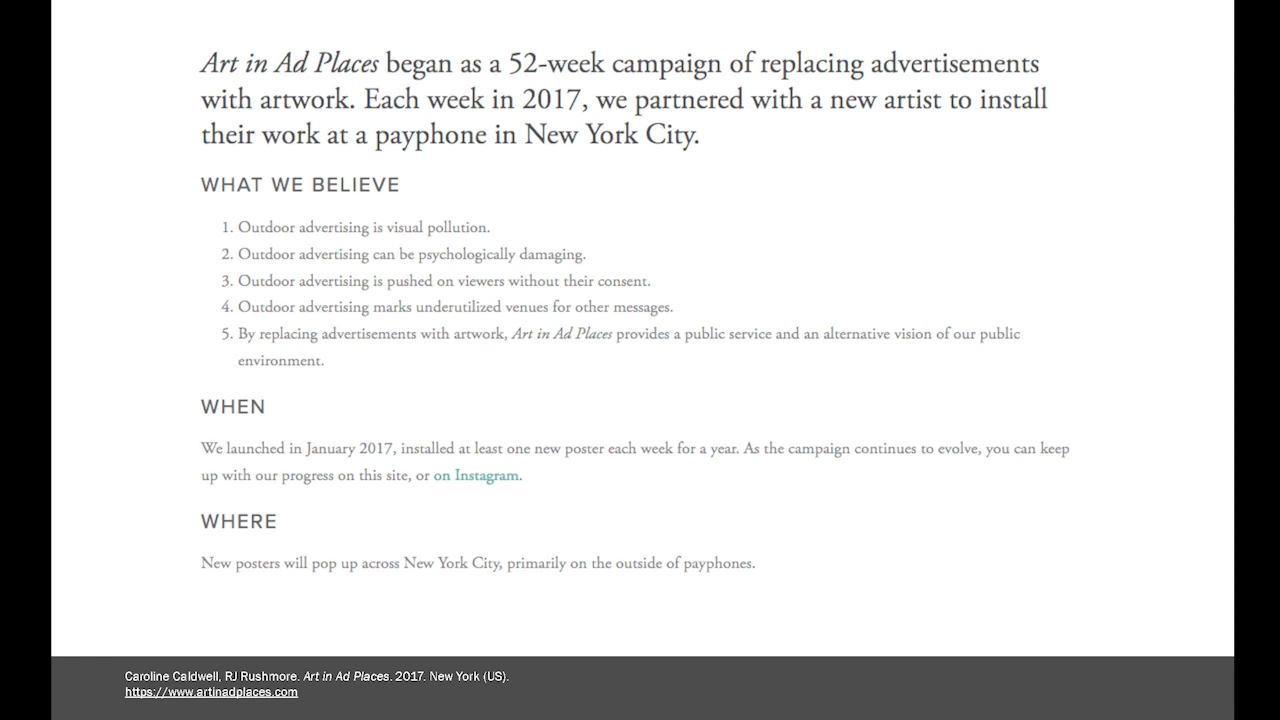 Art in Ad Places began as a 52-week campaign of replacing advertisements
with artwork. Each week in 2017, we partnered with a new artist to install
their work at a payphone in New York City.
WHAT WE BELIEVE
1. Outdoor advertising is visual pollution.
2. Outdoor advertising can be psychologically damaging.
3. Outdoor advertising is pushed on viewers without their consent.
4. Outdoor advertising marks underutilized venues for other messages.
5. By replacing advertisements with artwork, Art in Ad Places provides a public service and an alternative vision of our public
environment.
WHEN
We launched in January 2017, installed at least one new poster each week for a year. As the campaign continues to evolve, you can keep
up with our progress on this site, or on Instagram.
WHERE
New posters will pop up across New York City, primarily on the outside of payphones.
Caroline Caldwell, RJ Rushmore. Art in Ad Places. 2017. New York (US).
https://www.artinadplaces.com